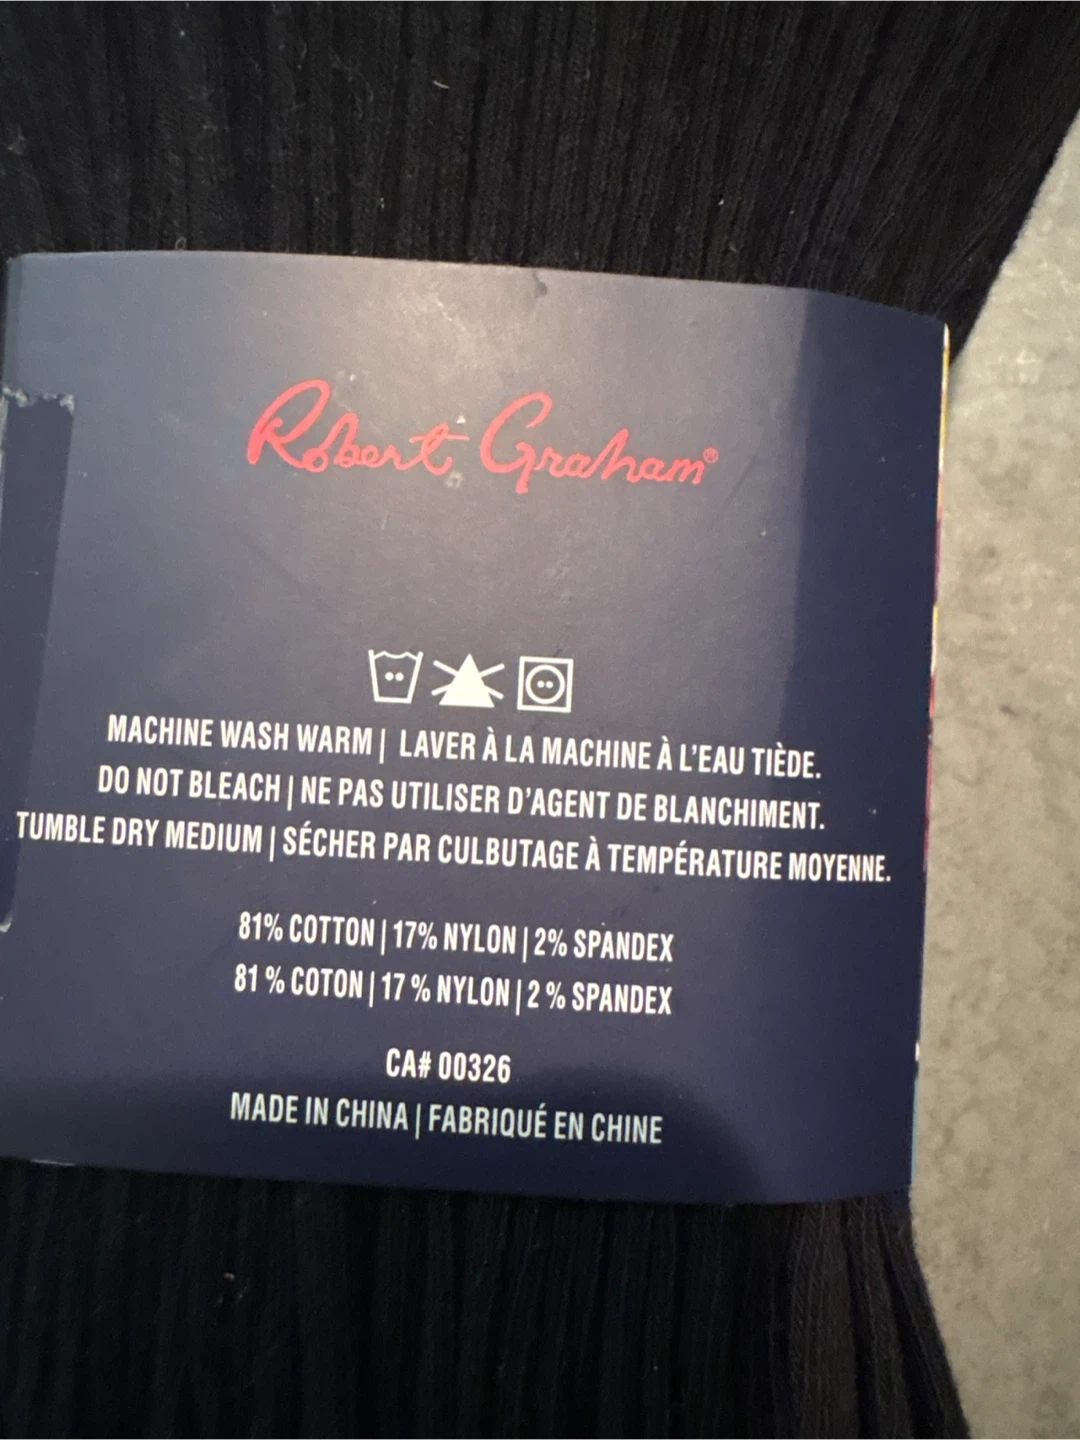 Robert Graham®
MACHINE WASH WARM | LAVER À LA MACHINE À L'EAU TIÈDE.
DO NOT BLEACH | NE PAS UTILISER D'AGENT DE BLANCHIMENT.
TUMBLE DRY MEDIUM | SÉCHER PAR CULBUTAGE À TEMPÉRATURE MOYENNE.
81% COTTON | 17% NYLON | 2% SPANDEX
81 % COTON | 17 % NYLON | 2 % SPANDEX
CA# 00326
MADE IN CHINA | FABRIQUÉ EN CHINE